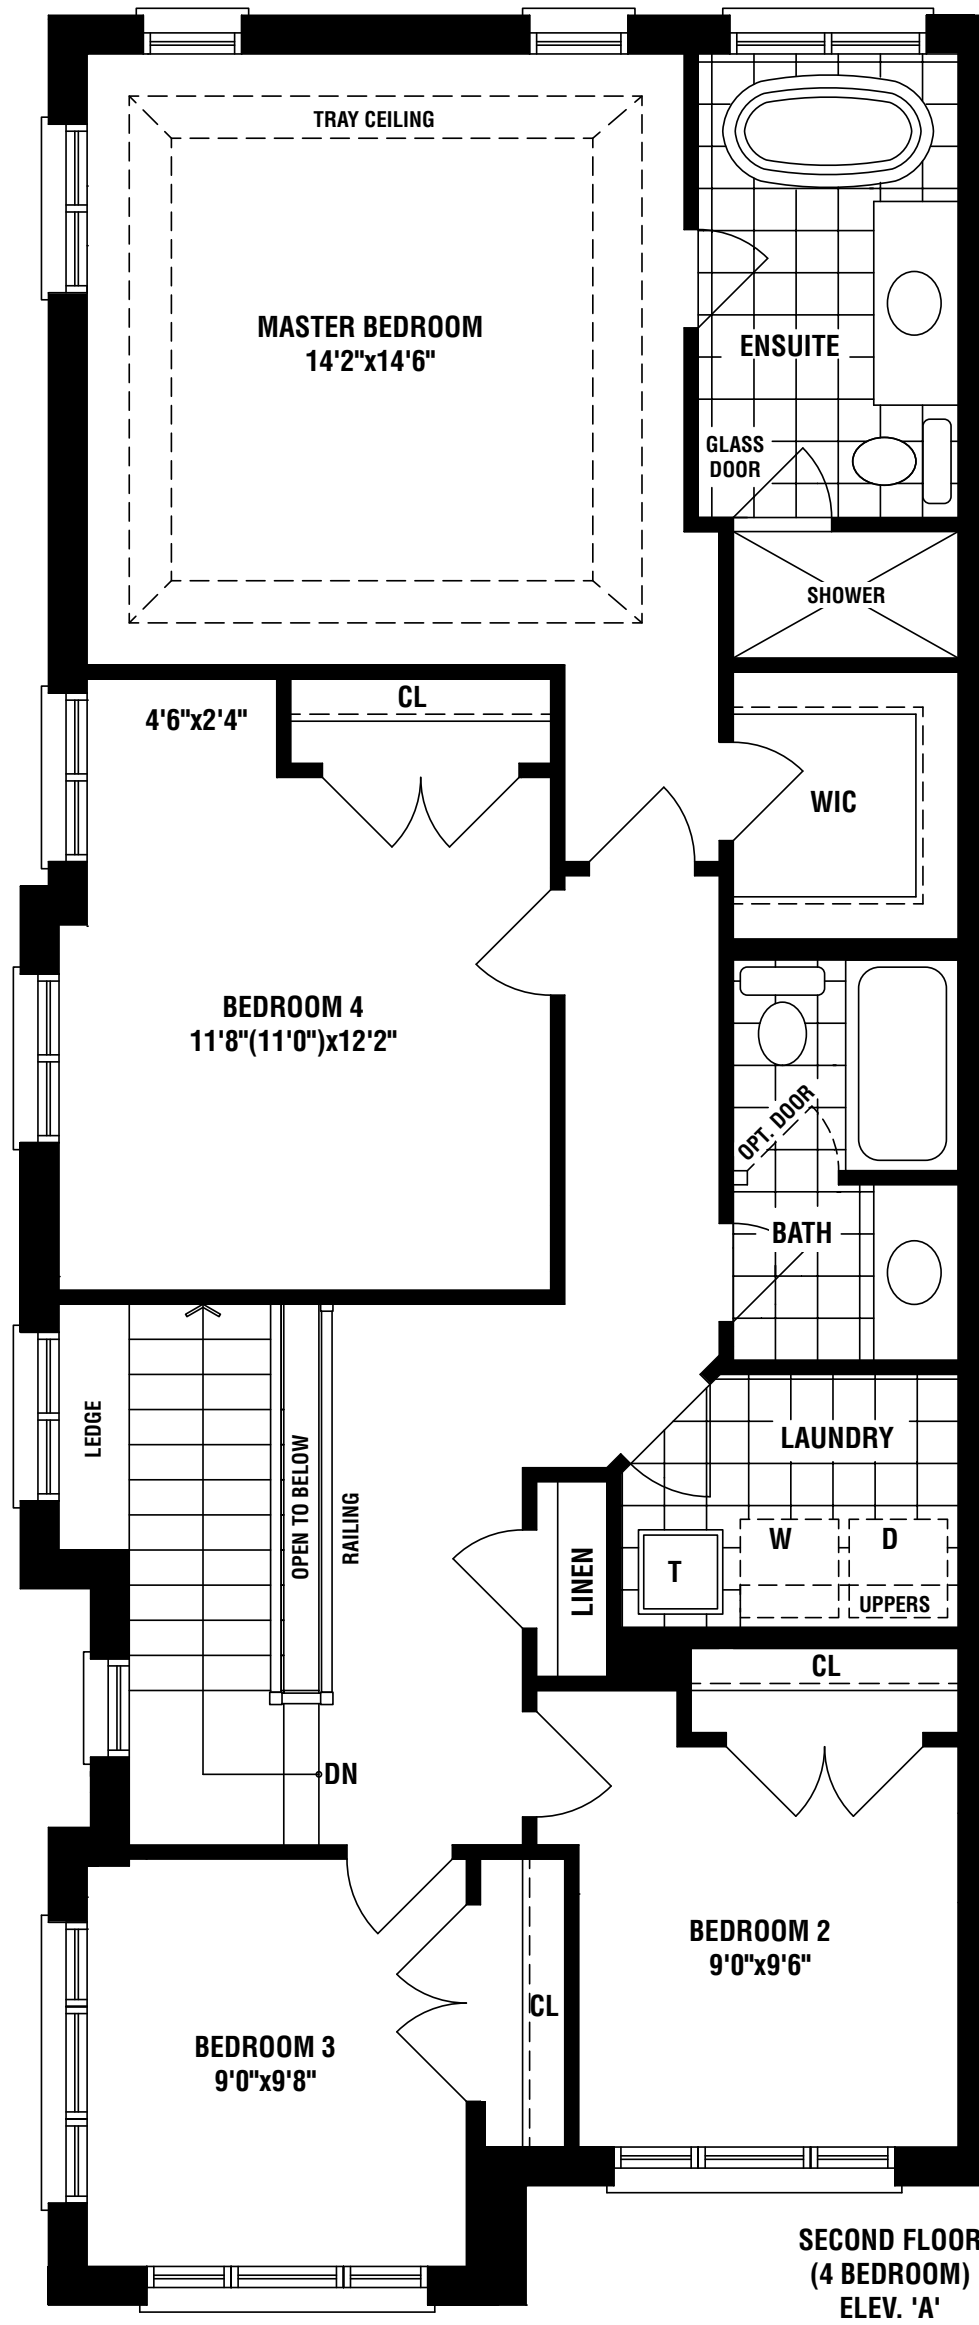 TRAY CEILING
MASTER BEDROOM
14'2"x14'6"
ENSUITE
GLASS
DOOR
SHOWER
CL
4'6"x2'4"
WIC
BEDROOM 4
11'8"(11'0")x12'2"
OPT. DOOR
BATH
LEDGE
OPEN TO BELOW
RAILING
LAUNDRY
LINEN
T
W
D
UPPERS
CL
DN
BEDROOM 2
9'0"x9'6"
CL
BEDROOM 3
9'0"x9'8"
SECOND FLOOR
(4 BEDROOM)
ELEV. 'A'